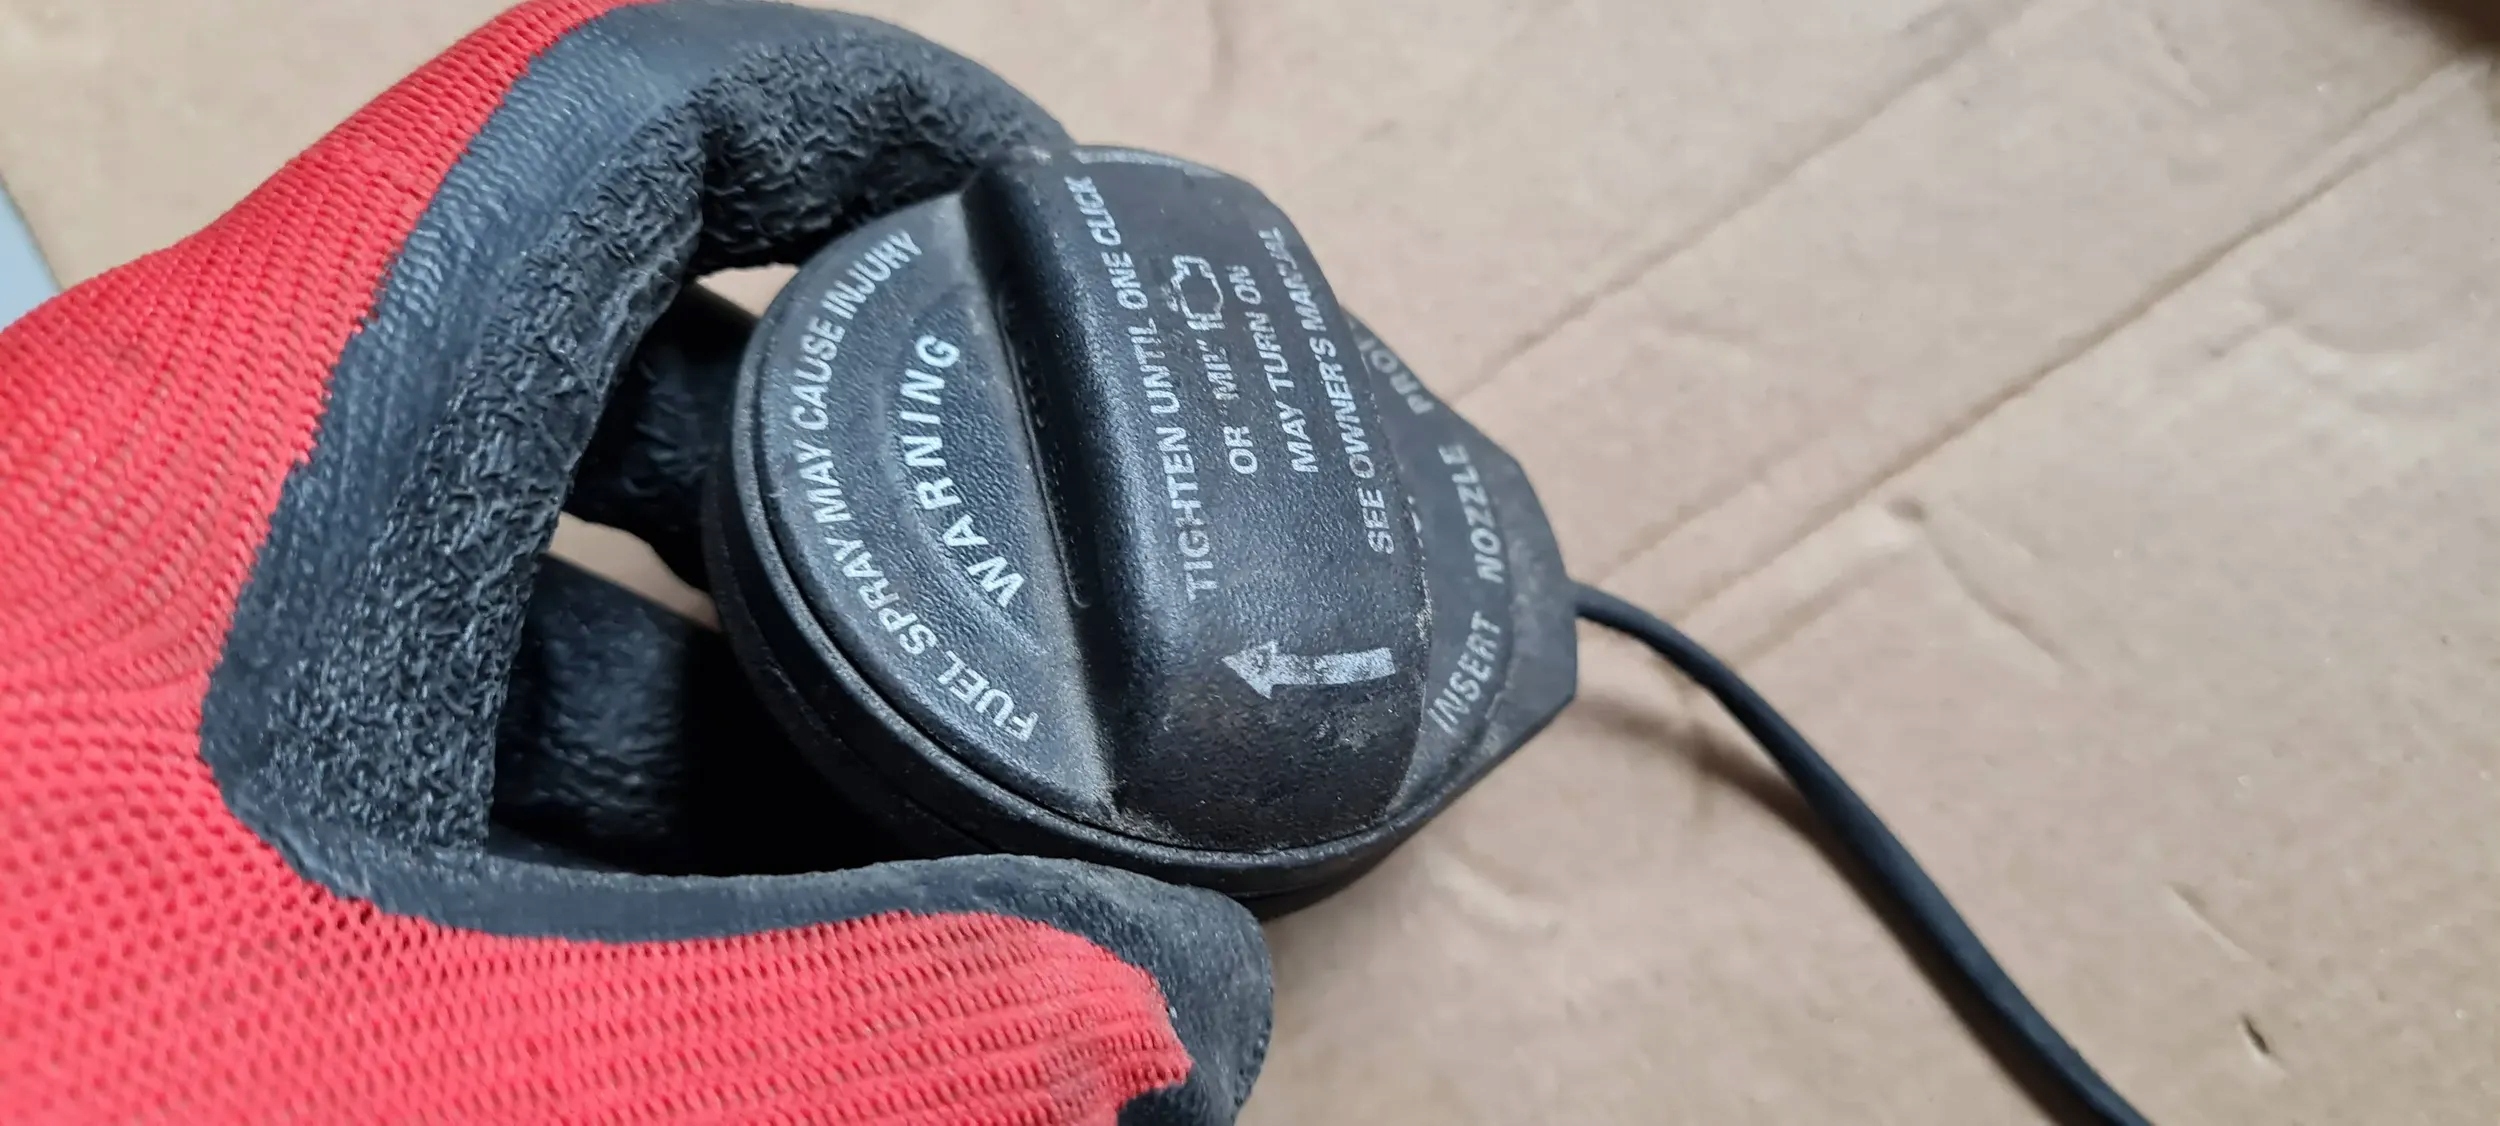 FUEL SPRAY MAY CAUSE INJURY
WARNING
TIGHTEN UNTIL ONE CLICK
OR "MIL"
OR
MAY TURN ON
SEE OWNER'S MANUAL
INSERT NOZZLE